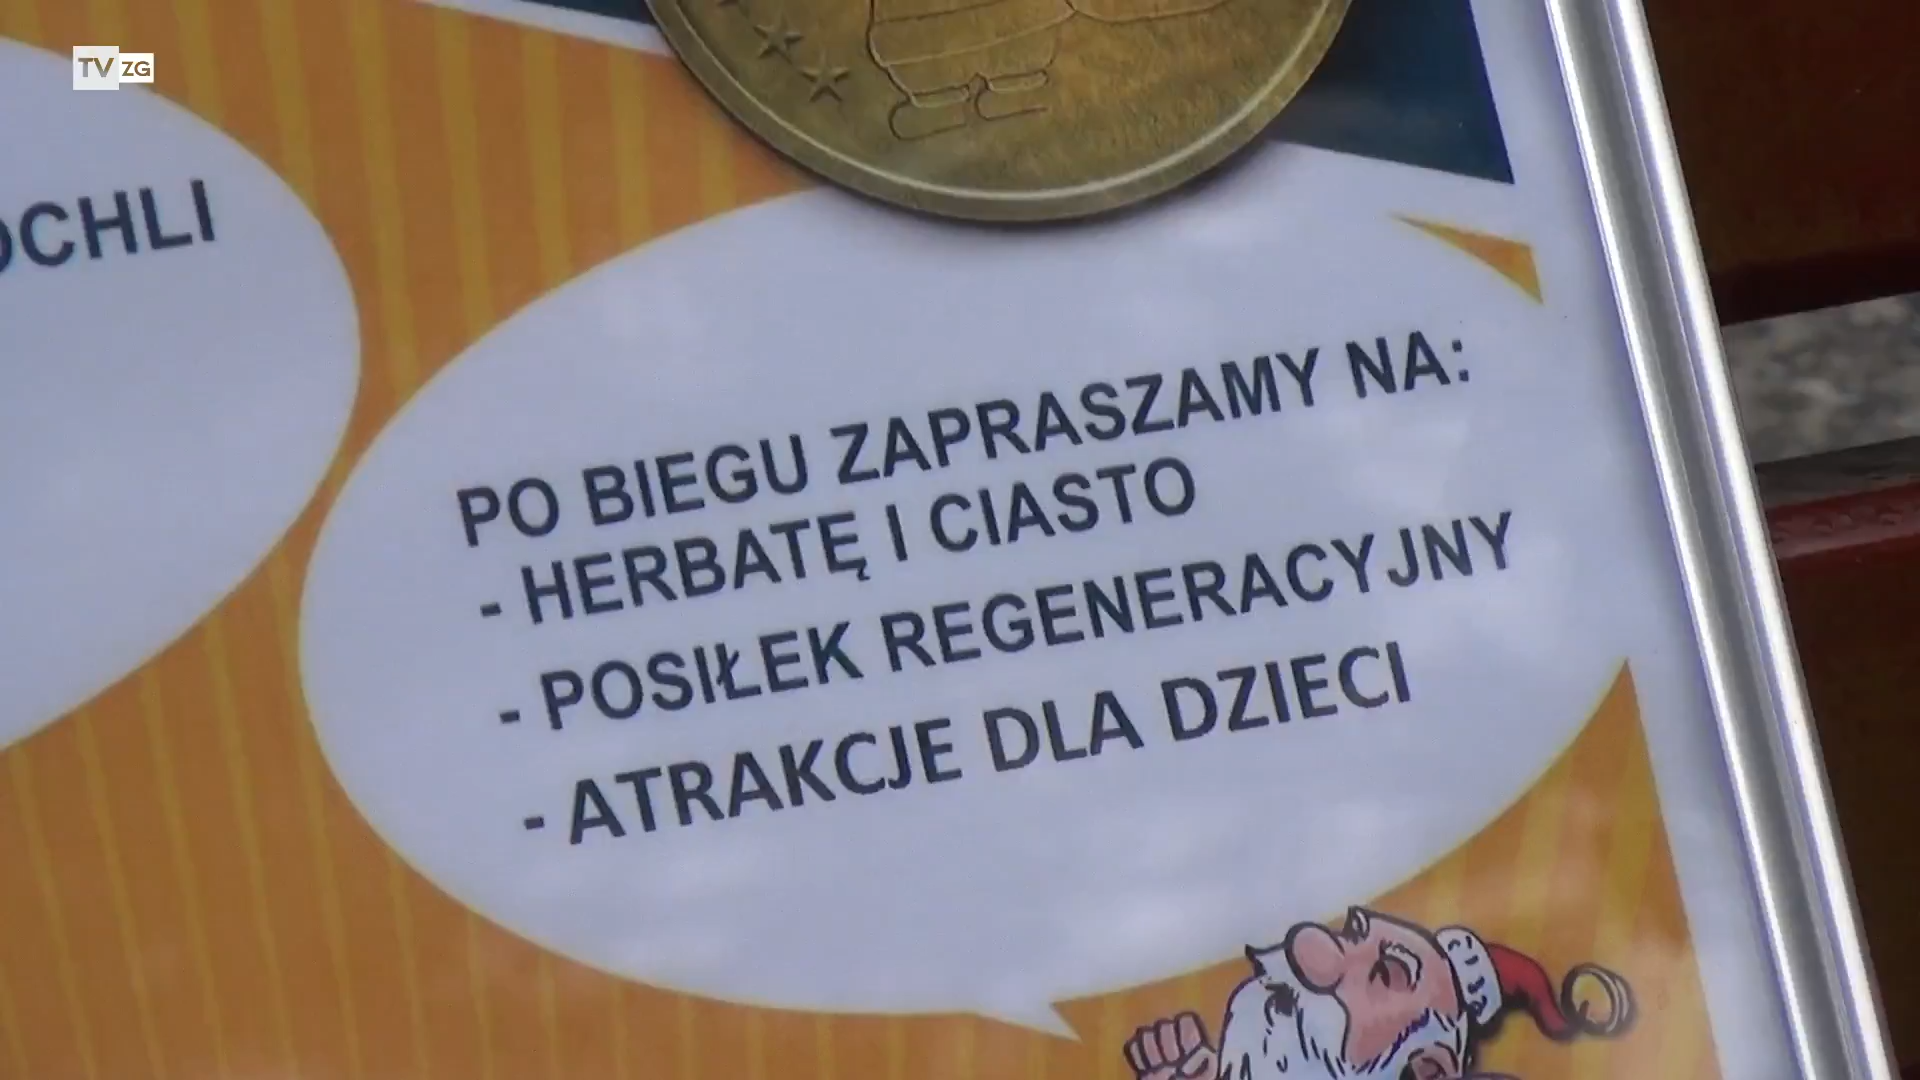 TV ZG
OCHLI
PO BIEGU ZAPRASZAMY NA:
- HERBATĘ I CIASTO
- POSIŁEK REGENERACYJNY
- ATRAKCJE DLA DZIECI